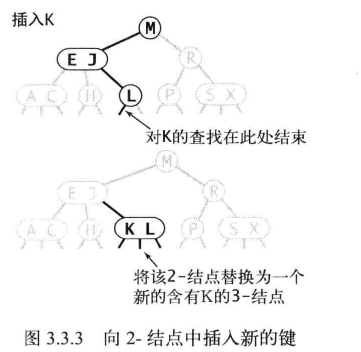 插入K
M
E J
R
A C
H
L
P
S X
对K的查找在此处结束
M
E J
R
A C
H
K L
P
S X
将该2-结点替换为一个
新的含有K的3-结点
图 3.3.3 向 2- 结点中插入新的键